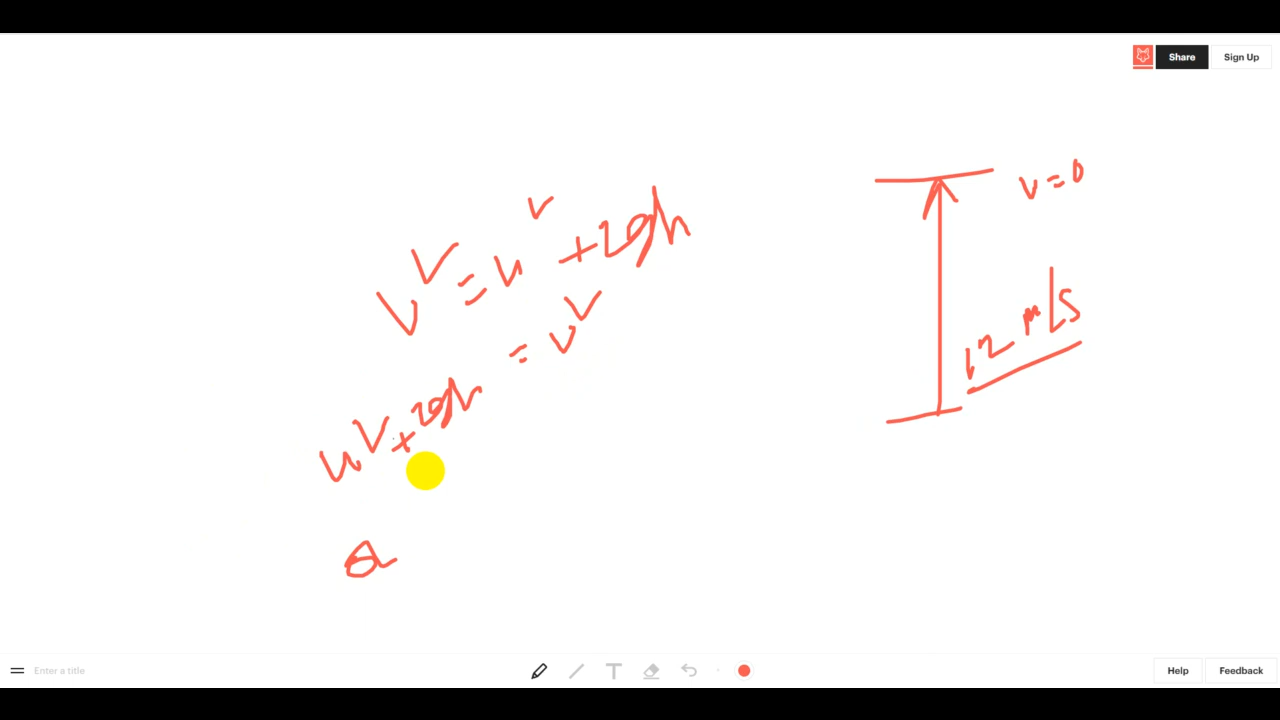 Share Sign Up
v² = u² + 2gh
v = 0
= v²
12 m/s
u² + 2gh
Enter a title T Help Feedback